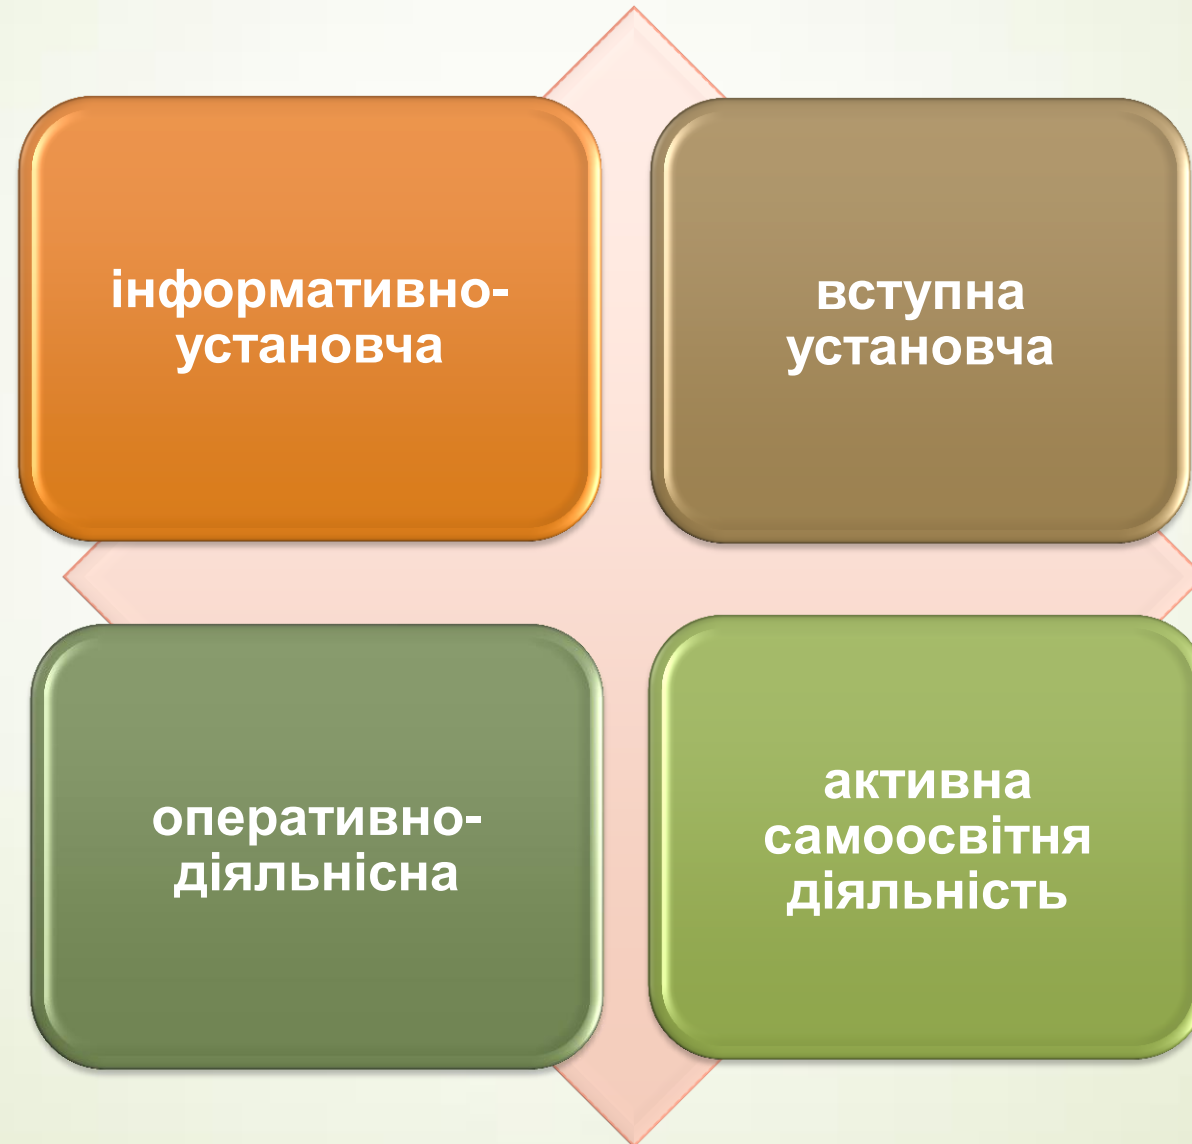 інформативно-
установча
вступна
установча
оперативно-
діяльнісна
активна
самоосвітня
діяльність